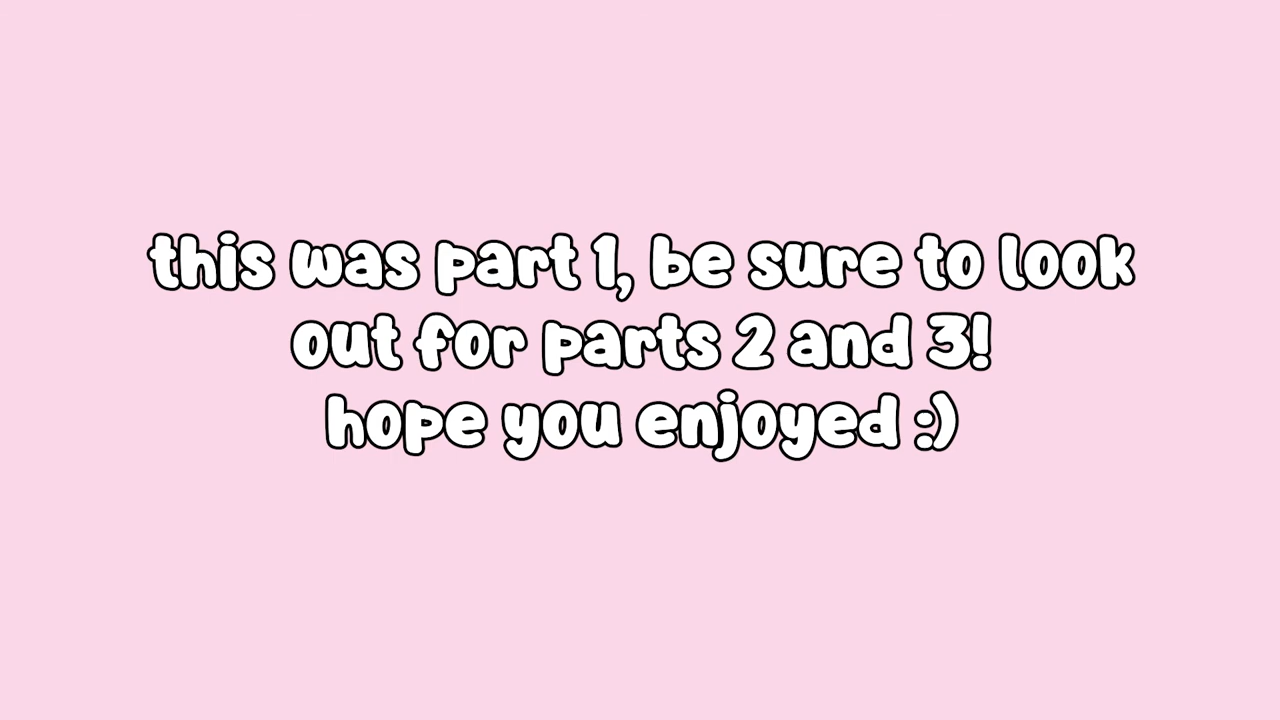 this was part 1, be sure to look
out for parts 2 and 3!
hope you enjoyed :)